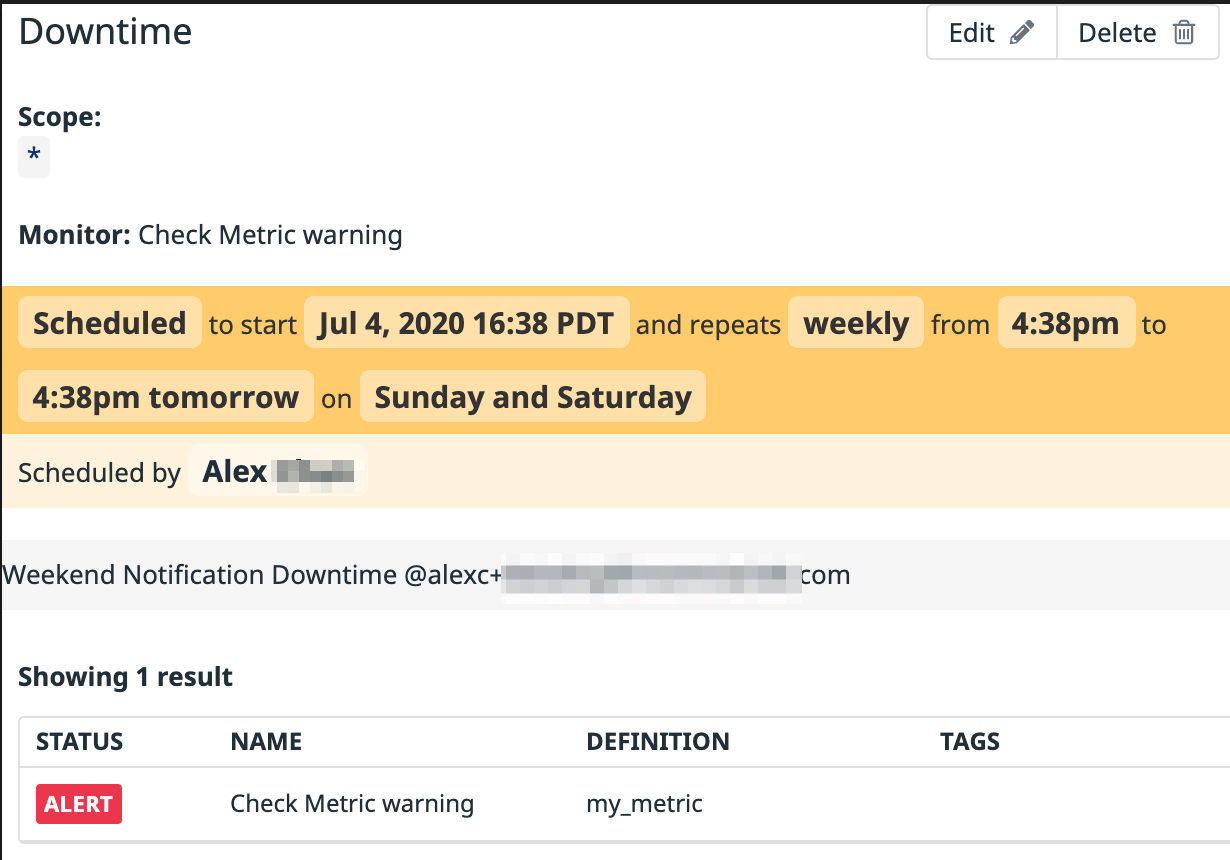 Downtime
Edit
Delete
Scope:
*
Monitor: Check Metric warning
Scheduled to start Jul 4, 2020 16:38 PDT and repeats weekly from 4:38pm to
4:38pm tomorrow on Sunday and Saturday
Scheduled by Alex
Weekend Notification Downtime @alexc+ com
Showing 1 result
STATUS NAME DEFINITION TAGS
ALERT Check Metric warning my_metric